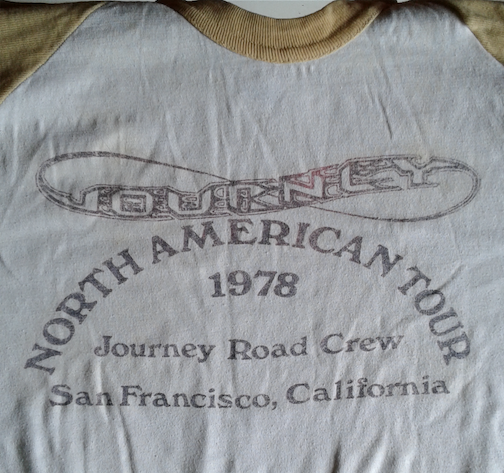 JOURNEY
NORTH AMERICAN TOUR
1978
Journey Road Crew
San Francisco, California